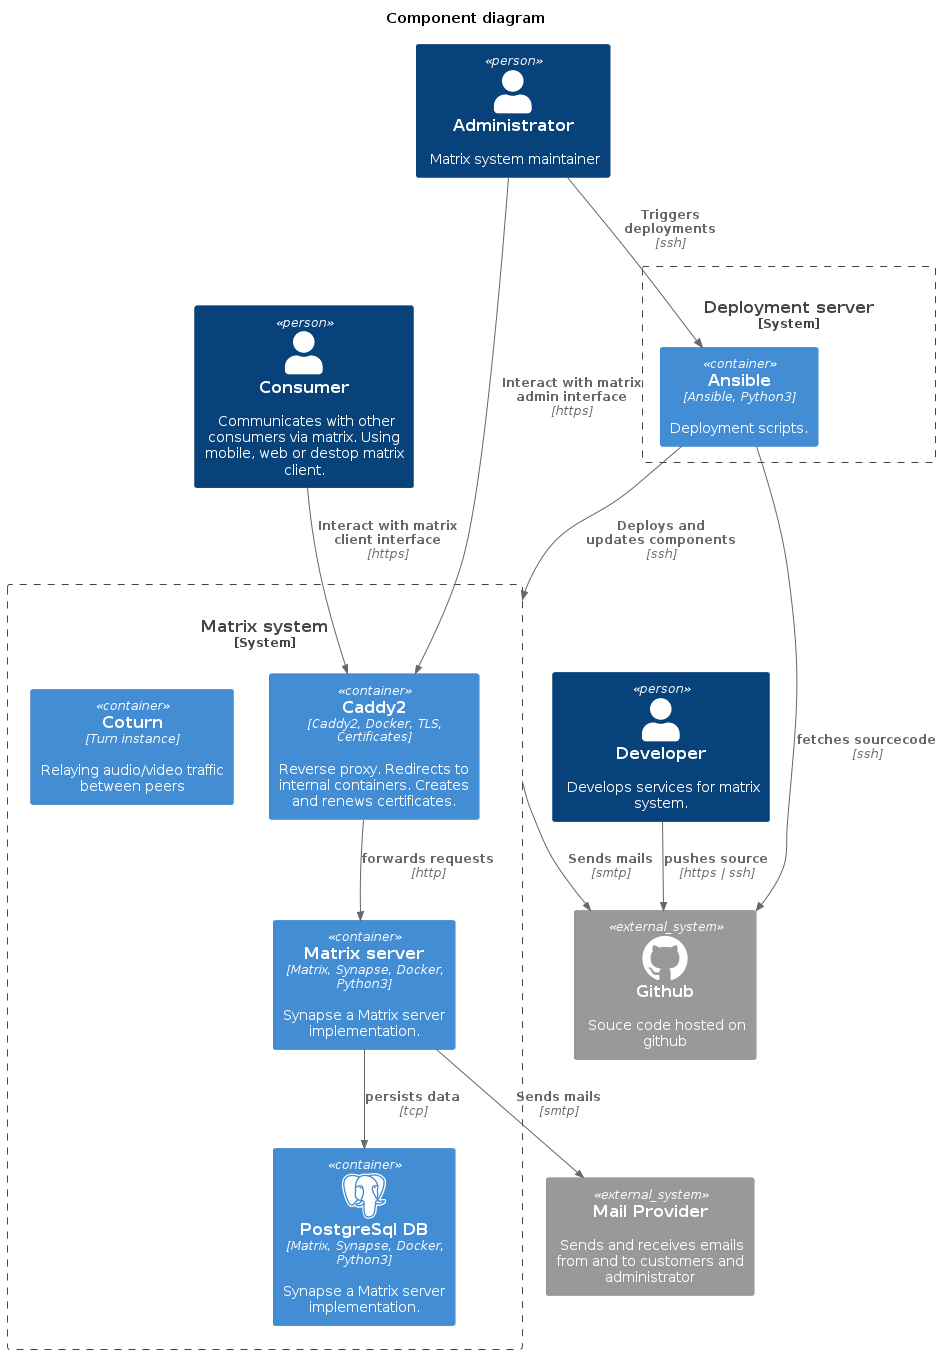 Component diagram
«person»
Administrator
Matrix system maintainer
Triggers
deployments
[ssh]
Deployment server
[System]
«container»
Ansible
[Ansible, Python3]
Deployment scripts.
«person»
Consumer
Communicates with other
consumers via matrix. Using
mobile, web or destop matrix
client.
Interact with matrix
admin interface
[https]
Interact with matrix
client interface
[https]
Deploys and
updates components
[ssh]
Matrix system
[System]
«container»
Coturn
[Turn instance]
Relaying audio/video traffic
between peers
«container»
Caddy2
[Caddy2, Docker, TLS,
Certificates]
Reverse proxy. Redirects to
internal containers. Creates
and renews certificates.
«person»
Developer
Develops services for matrix
system.
fetches sourcecode
[ssh]
forwards requests
[http]
Sends mails
[smtp]
pushes source
[https | ssh]
«container»
Matrix server
[Matrix, Synapse, Docker,
Python3]
Synapse a Matrix server
implementation.
«external_system»
Github
Souce code hosted on
github
persists data
[tcp]
Sends mails
[smtp]
«container»
PostgreSql DB
[Matrix, Synapse, Docker,
Python3]
Synapse a Matrix server
implementation.
«external_system»
Mail Provider
Sends and receives emails
from and to customers and
administrator